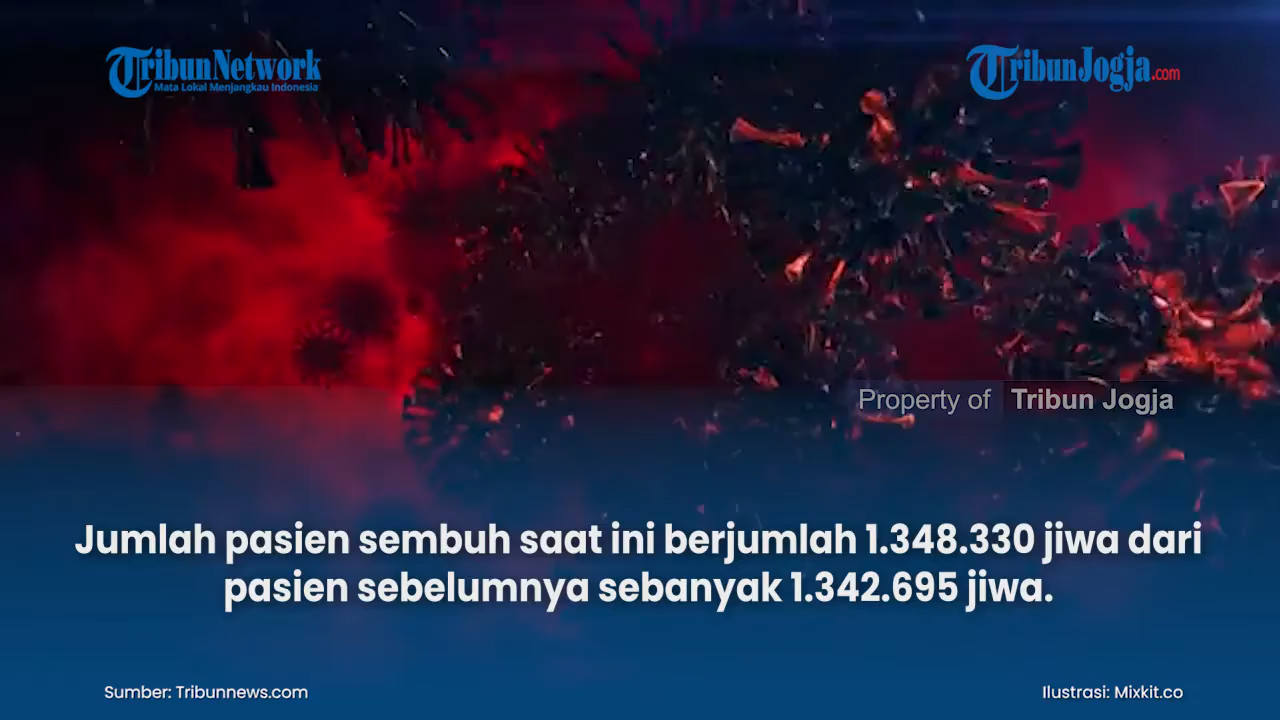 TribunNetwork
Mata Lokal Menjangkau Indonesia
TribunJogja.com
Property of Tribun Jogja
Jumlah pasien sembuh saat ini berjumlah 1.348.330 jiwa dari
pasien sebelumnya sebanyak 1.342.695 jiwa.
Sumber: Tribunnews.com
Ilustrasi: Mixkit.co